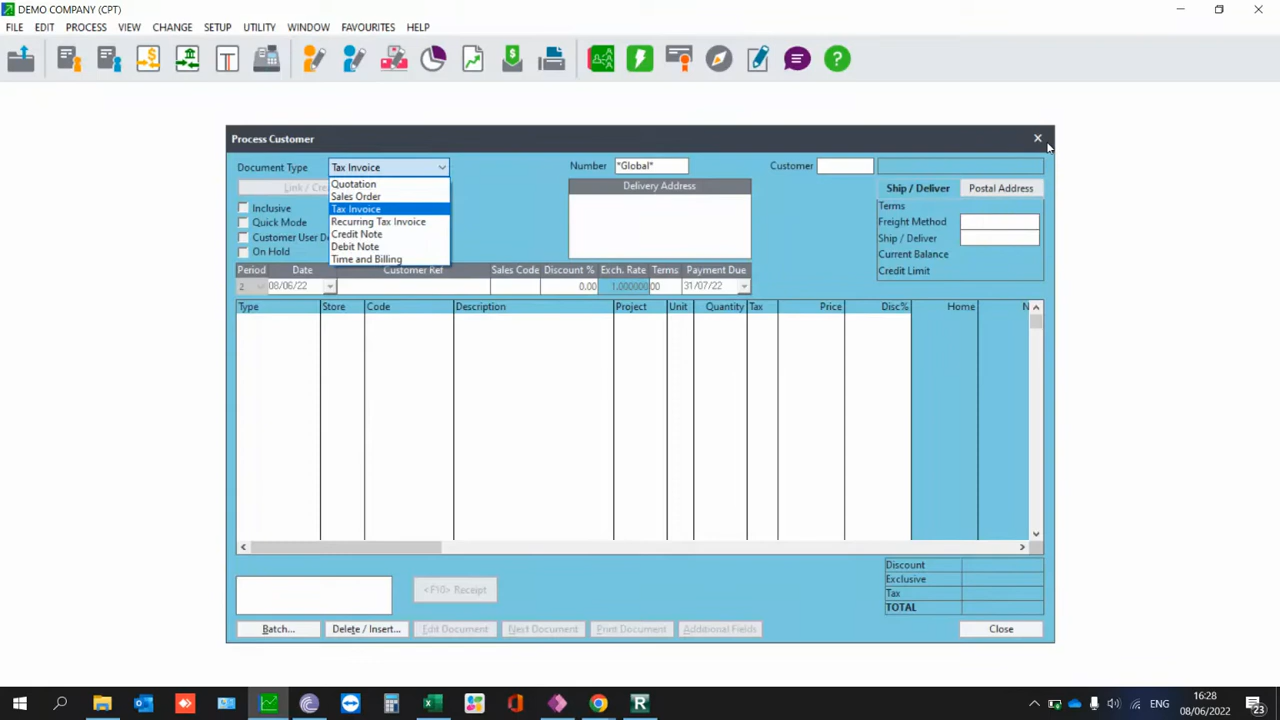 DEMO COMPANY (CPT)
FILE EDIT PROCESS VIEW CHANGE SETUP UTILITY WINDOW FAVOURITES HELP
Process Customer
Document Type Tax Invoice Number *Global* Customer
Quotation
Sales Order
Tax Invoice
Recurring Tax Invoice
Credit Note
Debit Note
Time and Billing
Link / Cre
Inclusive
Quick Mode
Customer User De
On Hold
Delivery Address
Ship / Deliver Postal Address
Terms
Freight Method
Ship / Deliver
Current Balance
Credit Limit
Period Date Customer Ref Sales Code Discount % Exch. Rate Terms Payment Due
2 08/06/22 0.00 1.000000 00 31/07/22
Type Store Code Description Project Unit Quantity Tax Price Disc% Home N
<F10> Receipt
Discount
Exclusive
Tax
TOTAL
Batch... Delete / Insert... Edit Document Next Document Print Document Additional Fields Close
ENG
16:28
08/06/2022
23